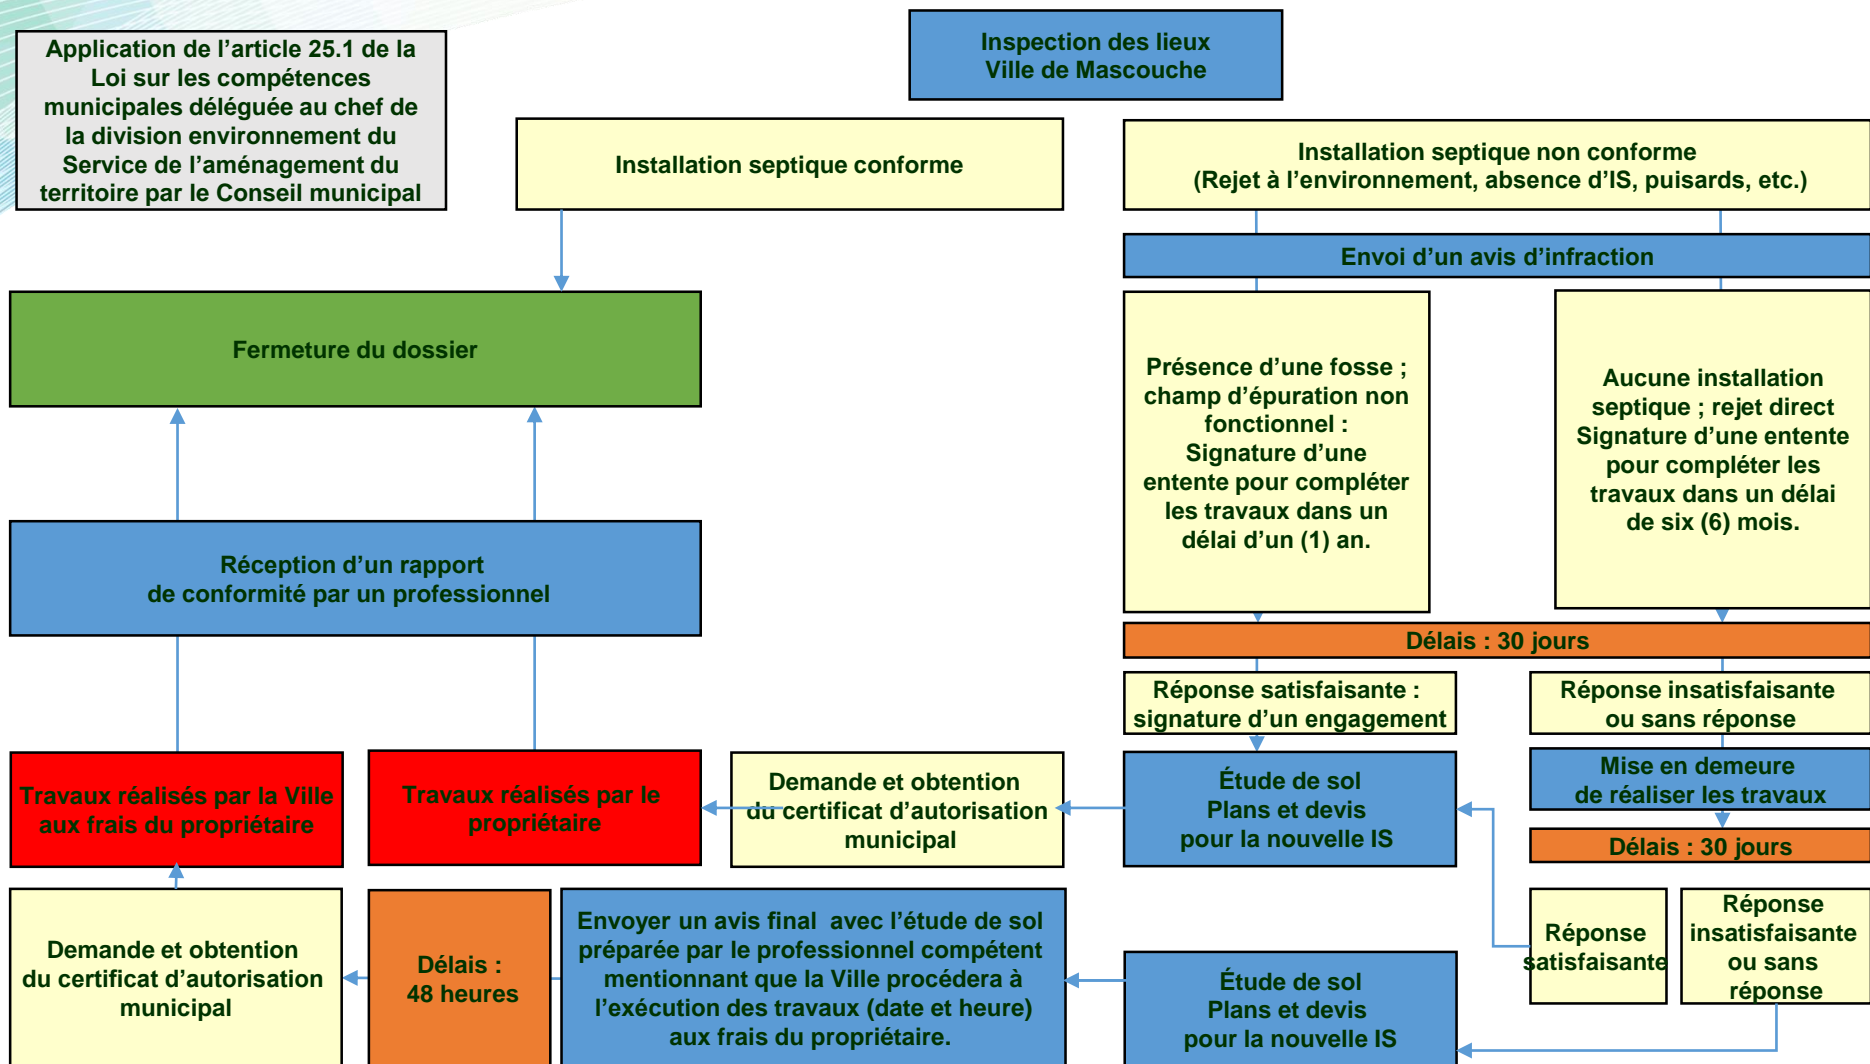 Application de l'article 25.1 de la
Loi sur les compétences
municipales déléguée au chef de
la division environnement du
Service de l'aménagement du
territoire par le Conseil municipal
Inspection des lieux
Ville de Mascouche
Installation septique conforme
Installation septique non conforme
(Rejet à l'environnement, absence d'IS, puisards, etc.)
Envoi d'un avis d'infraction
Fermeture du dossier
Présence d'une fosse ;
champ d'épuration non
fonctionnel :
Signature d'une
entente pour compléter
les travaux dans un
délai d'un (1) an.
Aucune installation
septique ; rejet direct
Signature d'une entente
pour compléter les
travaux dans un délai
de six (6) mois.
Réception d'un rapport
de conformité par un professionnel
Délais : 30 jours
Réponse satisfaisante :
signature d'un engagement
Réponse insatisfaisante
ou sans réponse
Travaux réalisés par la Ville
aux frais du propriétaire
Travaux réalisés par le
propriétaire
Demande et obtention
du certificat d'autorisation
municipal
Étude de sol
Plans et devis
pour la nouvelle IS
Mise en demeure
de réaliser les travaux
Délais : 30 jours
Demande et obtention
du certificat d'autorisation
municipal
Délais :
48 heures
Envoyer un avis final  avec l'étude de sol
préparée par le professionnel compétent
mentionnant que la Ville procédera à
l'exécution des travaux (date et heure)
aux frais du propriétaire.
Étude de sol
Plans et devis
pour la nouvelle IS
Réponse
satisfaisante
Réponse
insatisfaisante
ou sans
réponse